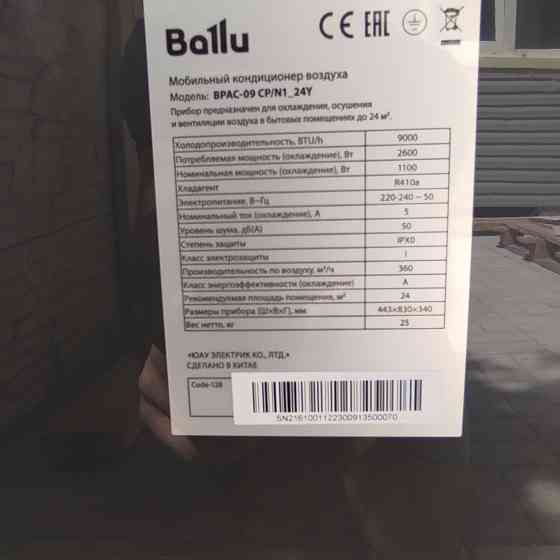 Ballu
CE EAC
Мобильный кондиционер воздуха
Модель: BPAC-09 CP/N1_24Y
Прибор предназначен для охлаждения, осушения
и вентиляции воздуха в бытовых помещениях до 24 м².
Холодопроизводительность, BTU/h 9000
Потребляемая мощность (охлаждение), Вт 2600
Номинальная мощность (охлаждение), Вт 1100
Хладагент R410a
Электропитание, В~Гц 220-240 ~ 50
Номинальный ток (охлаждение), А 5
Уровень шума, дБ(А) 50
Степень защиты IPX0
Класс электрозащиты I
Производительность по воздуху, м³/ч 360
Класс энергоэффективности (охлаждение) A
Рекомендуемая площадь помещения, м² 24
Размеры прибора (Ш×В×Г), мм 443×830×340
Вес нетто, кг 25
«ЮАУ ЭЛЕКТРИК КО., ЛТД.»
СДЕЛАНО В КИТАЕ
Code-128
SN21610011223009135000​70